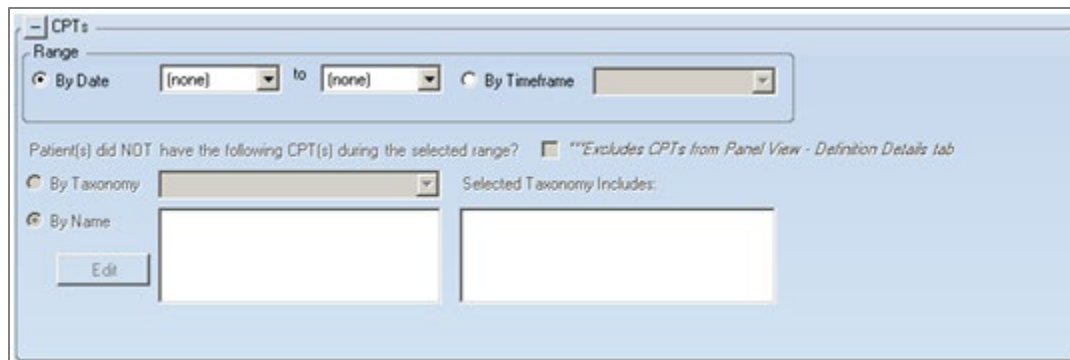 CPTs
Range
By Date (none) to (none) By Timeframe
Patient(s) did NOT have the following CPT(s) during the selected range? ***Excludes CPTs from Panel View - Definition Details tab
By Taxonomy Selected Taxonomy Includes:
By Name
Edit